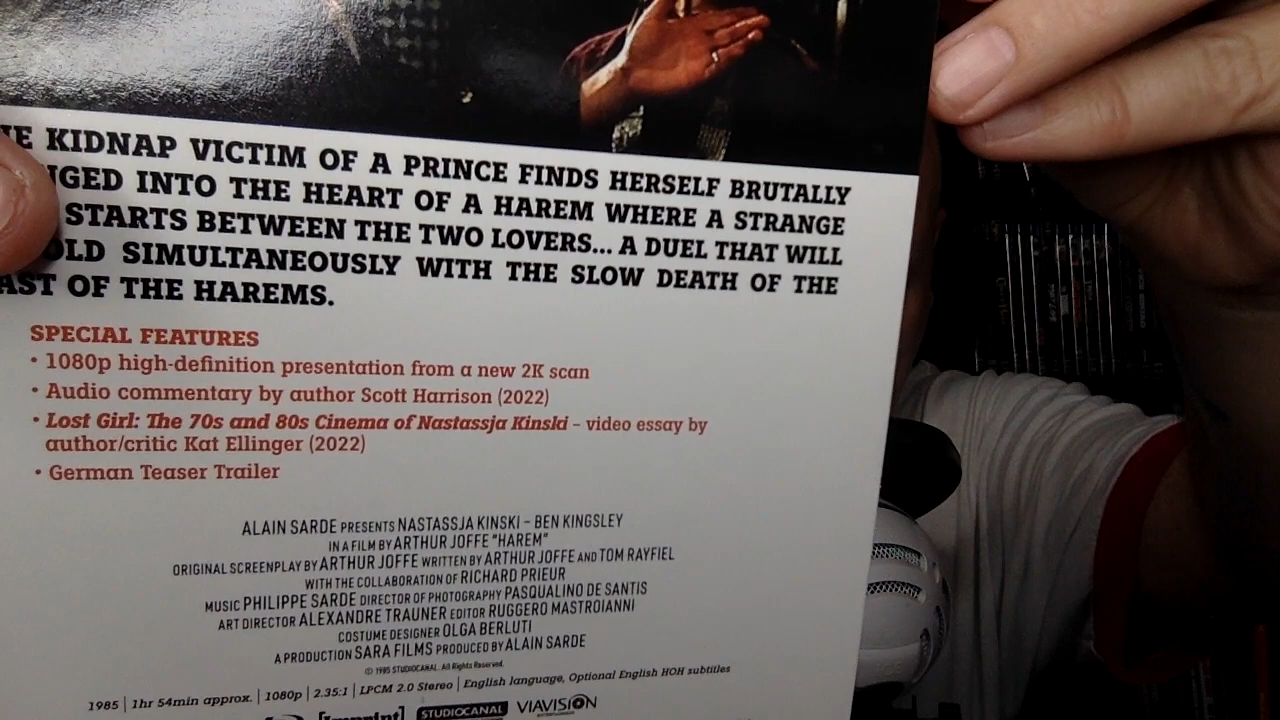 KIDNAP VICTIM OF A PRINCE FINDS HERSELF BRUTALLY
INTO THE HEART OF A HAREM WHERE A STRANGE
STARTS BETWEEN THE TWO LOVERS... A DUEL THAT WILL
SIMULTANEOUSLY WITH THE SLOW DEATH OF THE
OF THE HAREMS.
SPECIAL FEATURES
• 1080p high-definition presentation from a new 2K scan
• Audio commentary by author Scott Harrison (2022)
• Lost Girl: The 70s and 80s Cinema of Nastassja Kinski – video essay by
author/critic Kat Ellinger (2022)
• German Teaser Trailer
ALAIN SARDE PRESENTS NASTASSJA KINSKI - BEN KINGSLEY
IN A FILM BY ARTHUR JOFFE "HAREM"
ORIGINAL SCREENPLAY BY ARTHUR JOFFE WRITTEN BY ARTHUR JOFFE AND TOM RAYFIEL
WITH THE COLLABORATION OF RICHARD PRIEUR
MUSIC PHILIPPE SARDE DIRECTOR OF PHOTOGRAPHY PASQUALINO DE SANTIS
ART DIRECTOR ALEXANDRE TRAUNER EDITOR RUGGERO MASTROIANNI
COSTUME DESIGNER OLGA BERLUTI
A PRODUCTION SARA FILMS PRODUCED BY ALAIN SARDE
© 1985 STUDIOCANAL. All Rights Reserved.
1985 | 1hr 54min approx. | 1080p | 2.35:1 | LPCM 2.0 Stereo | English language, Optional English HOH subtitles
[Imprint] STUDIOCANAL VIAVISION